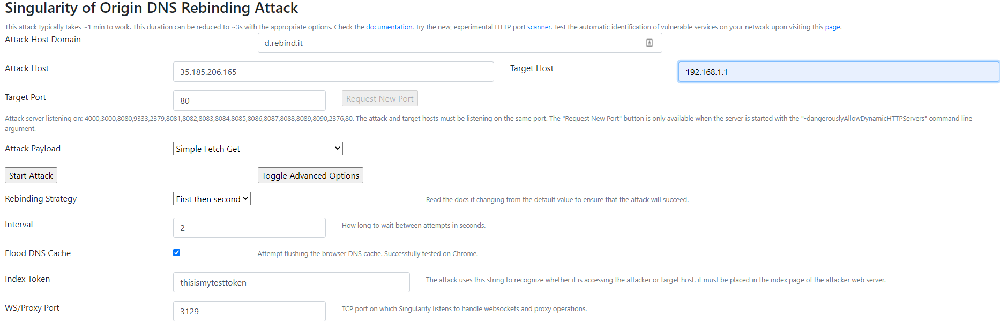 Singularity of Origin DNS Rebinding Attack
This attack typically takes ~1 min to work. This duration can be reduced to ~3s with the appropriate options. Check the documentation. Try the new, experimental HTTP port scanner. Test the automatic identification of vulnerable services on your network upon visiting this page.
Attack Host Domain d.rebind.it
Attack Host 35.185.206.165 Target Host 192.168.1.1
Target Port 80 Request New Port
Attack server listening on: 4000,3000,8080,9333,2379,8081,8082,8083,8084,8085,8086,8087,8088,8089,8090,2376,80. The attack and target hosts must be listening on the same port. The "Request New Port" button is only available when the server is started with the "-dangerouslyAllowDynamicHTTPServers" command line
argument.
Attack Payload Simple Fetch Get
Start Attack Toggle Advanced Options
Rebinding Strategy First then second Read the docs if changing from the default value to ensure that the attack will succeed.
Interval 2 How long to wait between attempts in seconds.
Flood DNS Cache Attempt flushing the browser DNS cache. Successfully tested on Chrome.
Index Token thisismytesttoken The attack uses this string to recognize whether it is accessing the attacker or target host. it must be placed in the index page of the attacker web server.
WS/Proxy Port 3129 TCP port on which Singularity listens to handle websockets and proxy operations.